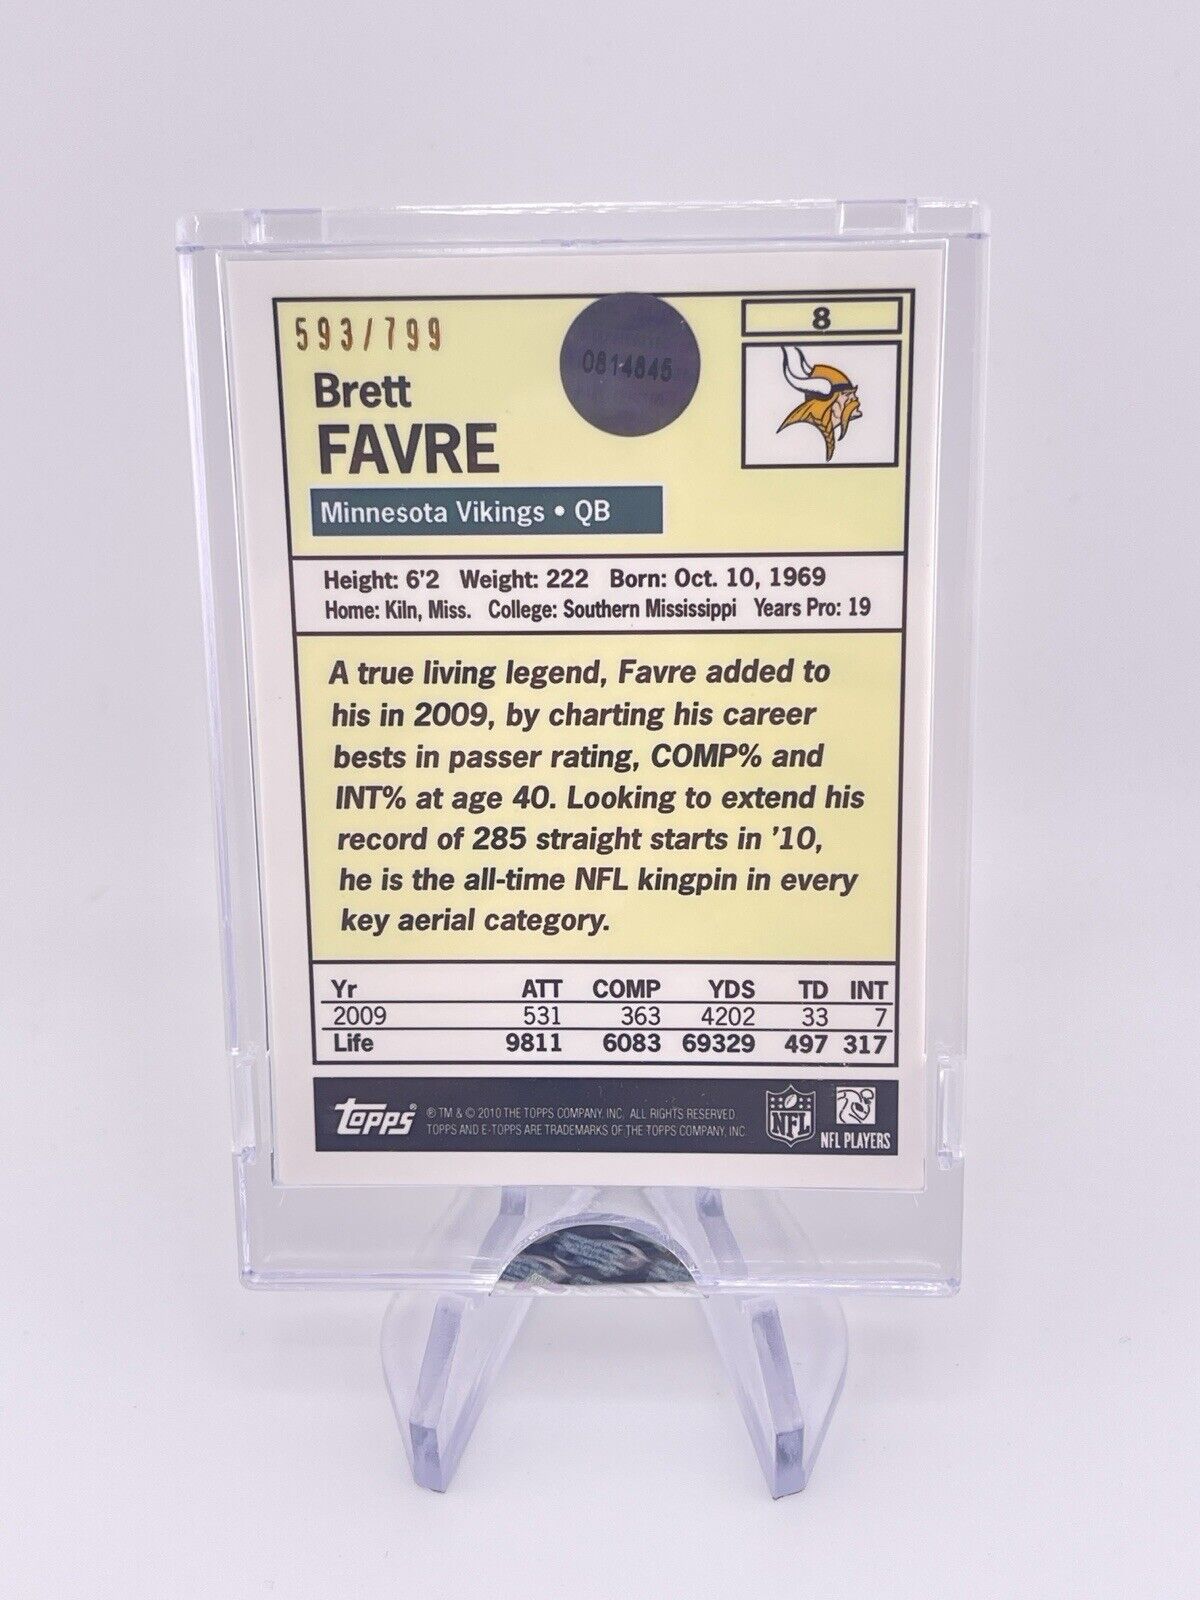 593/799
0814845
8
Brett
FAVRE
Minnesota Vikings • QB
Height: 6'2 Weight: 222 Born: Oct. 10, 1969
Home: Kiln, Miss. College: Southern Mississippi Years Pro: 19
A true living legend, Favre added to
his in 2009, by charting his career
bests in passer rating, COMP% and
INT% at age 40. Looking to extend his
record of 285 straight starts in '10,
he is the all-time NFL kingpin in every
key aerial category.
Yr ATT COMP YDS TD INT
2009 531 363 4202 33 7
Life 9811 6083 69329 497 317
topps® ® TM & © 2010 THE TOPPS COMPANY, INC. ALL RIGHTS RESERVED.
TOPPS AND E-TOPPS ARE TRADEMARKS OF THE TOPPS COMPANY, INC.
NFL
NFL PLAYERS